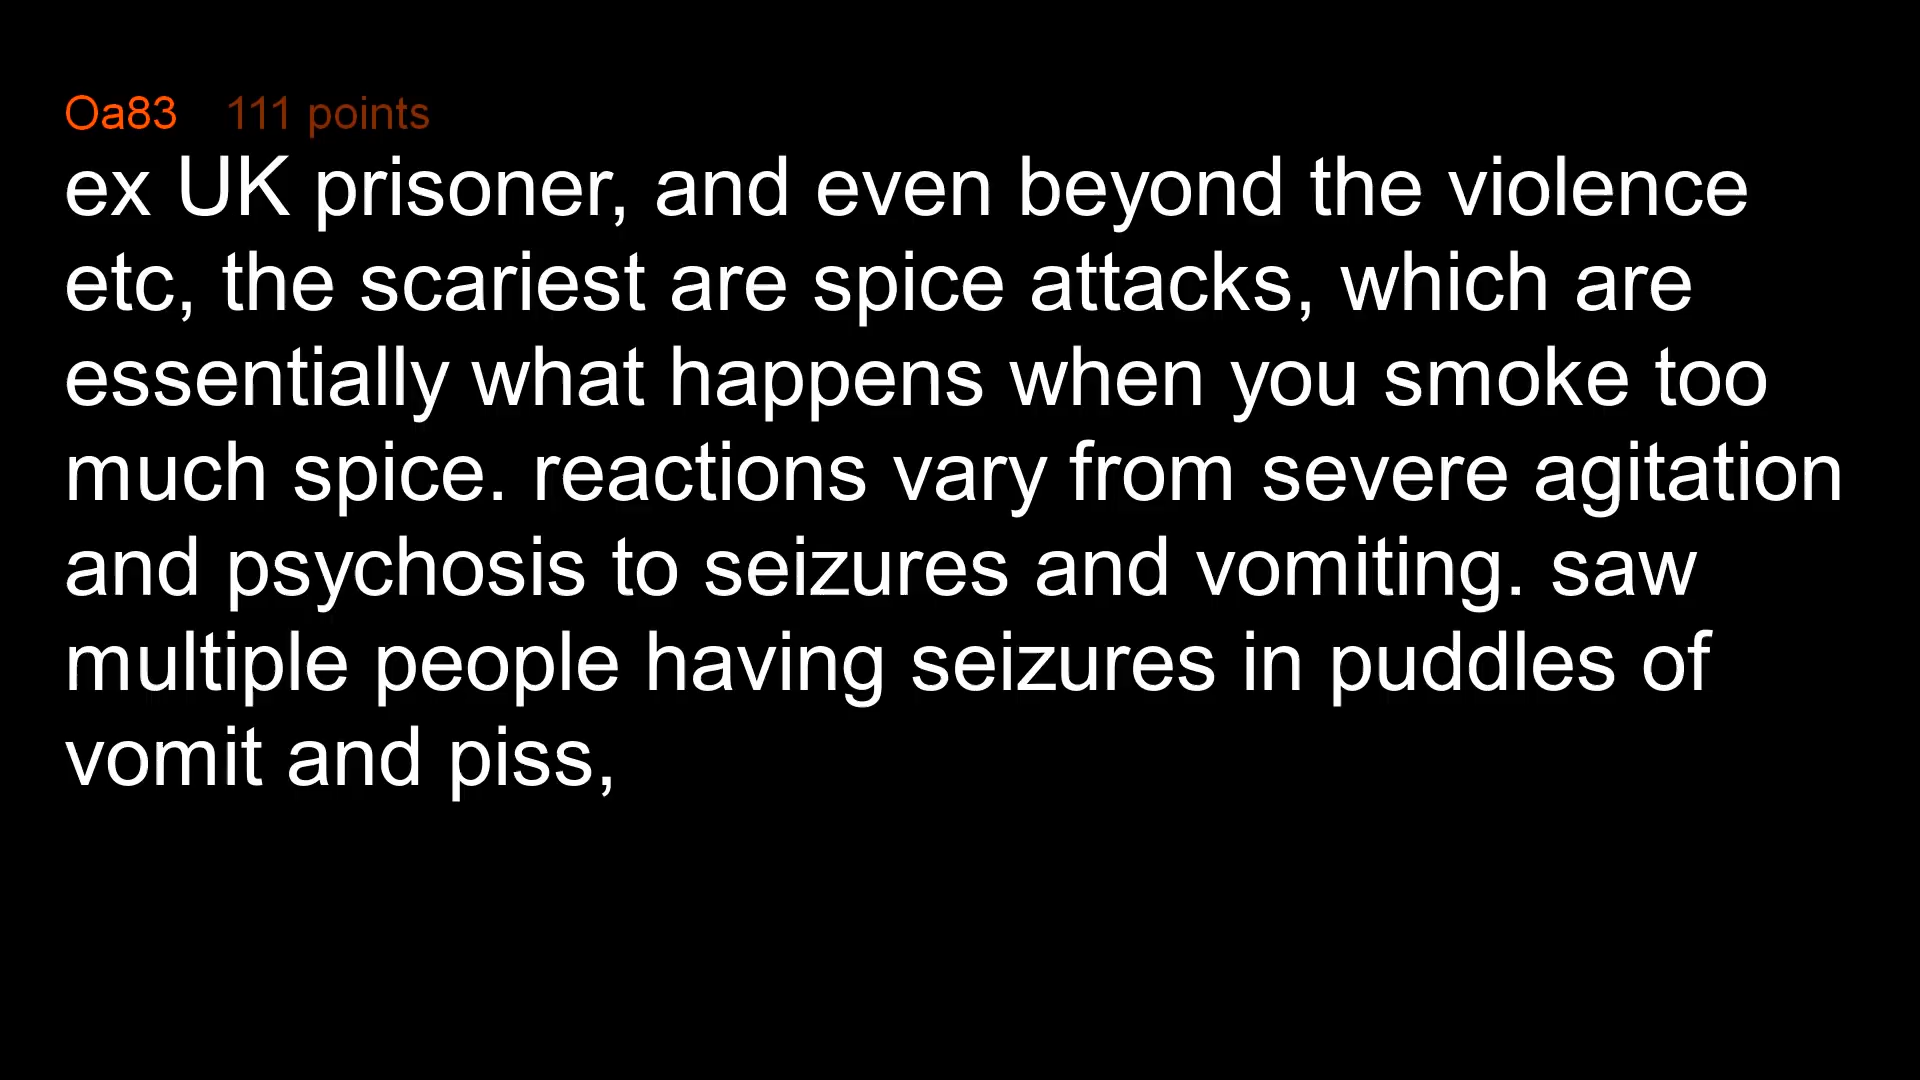 Oa83 111 points
ex UK prisoner, and even beyond the violence
etc, the scariest are spice attacks, which are
essentially what happens when you smoke too
much spice. reactions vary from severe agitation
and psychosis to seizures and vomiting. saw
multiple people having seizures in puddles of
vomit and piss,